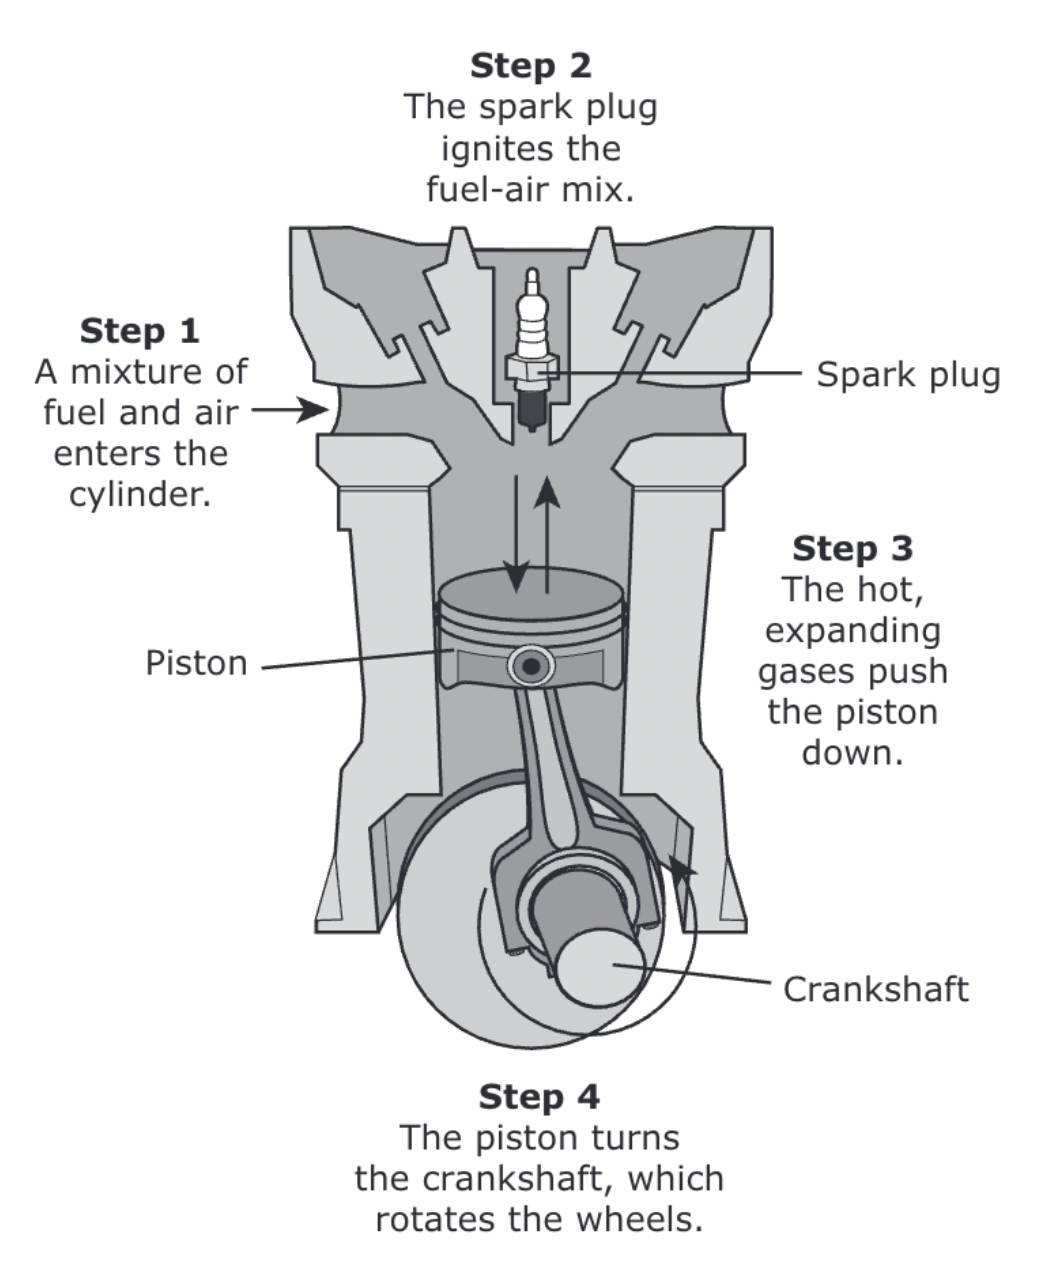 Step 2
The spark plug
ignites the
fuel-air mix.
Step 1
A mixture of
fuel and air
enters the
cylinder.
Spark plug
Step 3
The hot,
expanding
gases push
the piston
down.
Piston
Crankshaft
Step 4
The piston turns
the crankshaft, which
rotates the wheels.